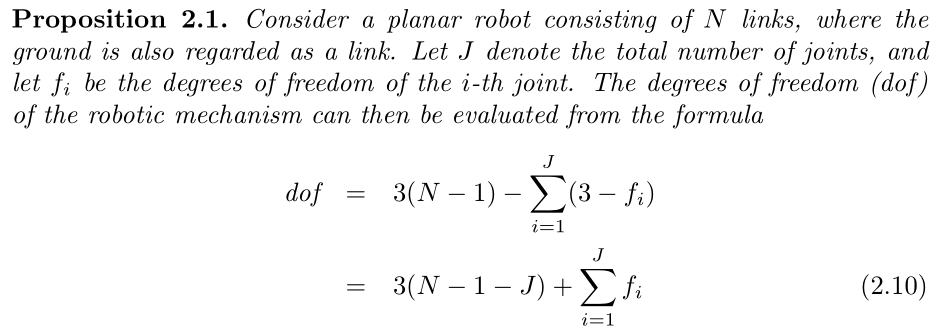 Proposition 2.1. Consider a planar robot consisting of N links, where the
ground is also regarded as a link. Let J denote the total number of joints, and
let f_i be the degrees of freedom of the i-th joint. The degrees of freedom (dof)
of the robotic mechanism can then be evaluated from the formula
dof = 3(N − 1) − ∑_{i=1}^{J} (3 − f_i)
= 3(N − 1 − J) + ∑_{i=1}^{J} f_i (2.10)